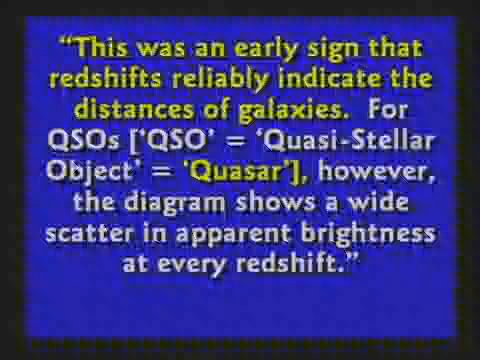 “This was an early sign that
redshifts reliably indicate the
distances of galaxies. For
QSOs [‘QSO’ = ‘Quasi-Stellar
Object’ = ‘Quasar’], however,
the diagram shows a wide
scatter in apparent brightness
at every redshift.”